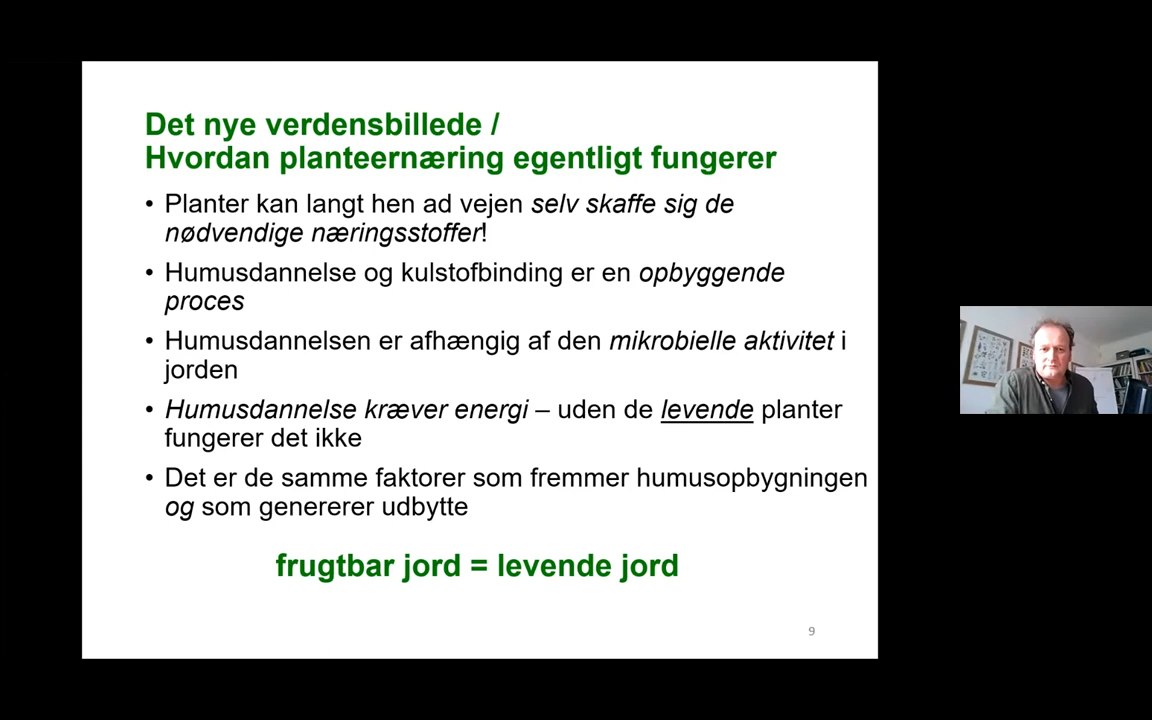 Det nye verdensbillede /
Hvordan planteernæring egentligt fungerer
• Planter kan langt hen ad vejen selv skaffe sig de
nødvendige næringsstoffer!
• Humusdannelse og kulstofbinding er en opbyggende
proces
• Humusdannelsen er afhængig af den mikrobielle aktivitet i
jorden
• Humusdannelse kræver energi – uden de levende planter
fungerer det ikke
• Det er de samme faktorer som fremmer humusopbygningen
og som genererer udbytte
frugtbar jord = levende jord
9